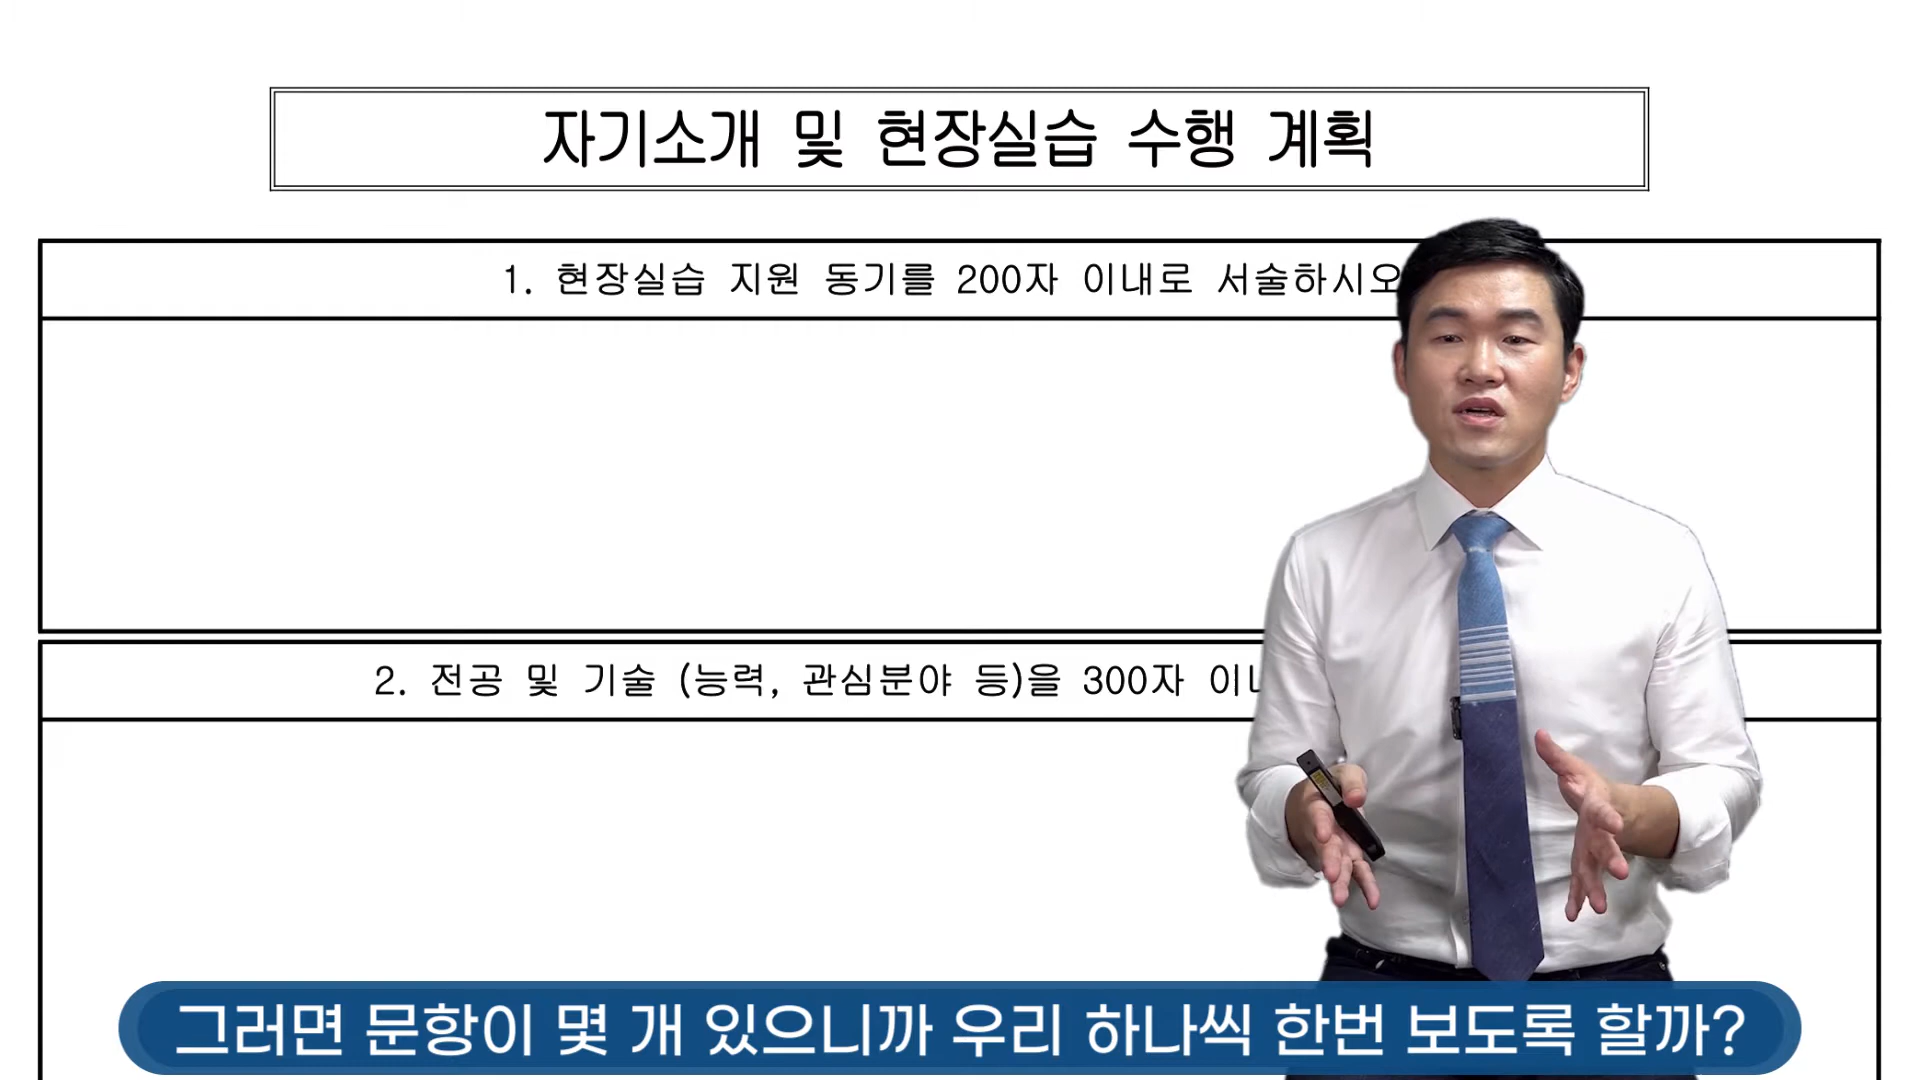 자기소개 및 현장실습 수행 계획
1. 현장실습 지원 동기를 200자 이내로 서술하시오
2. 전공 및 기술 (능력, 관심분야 등)을 300자
그러면 문항이 몇 개 있으니까 우리 하나씩 한번 보도록 할까?